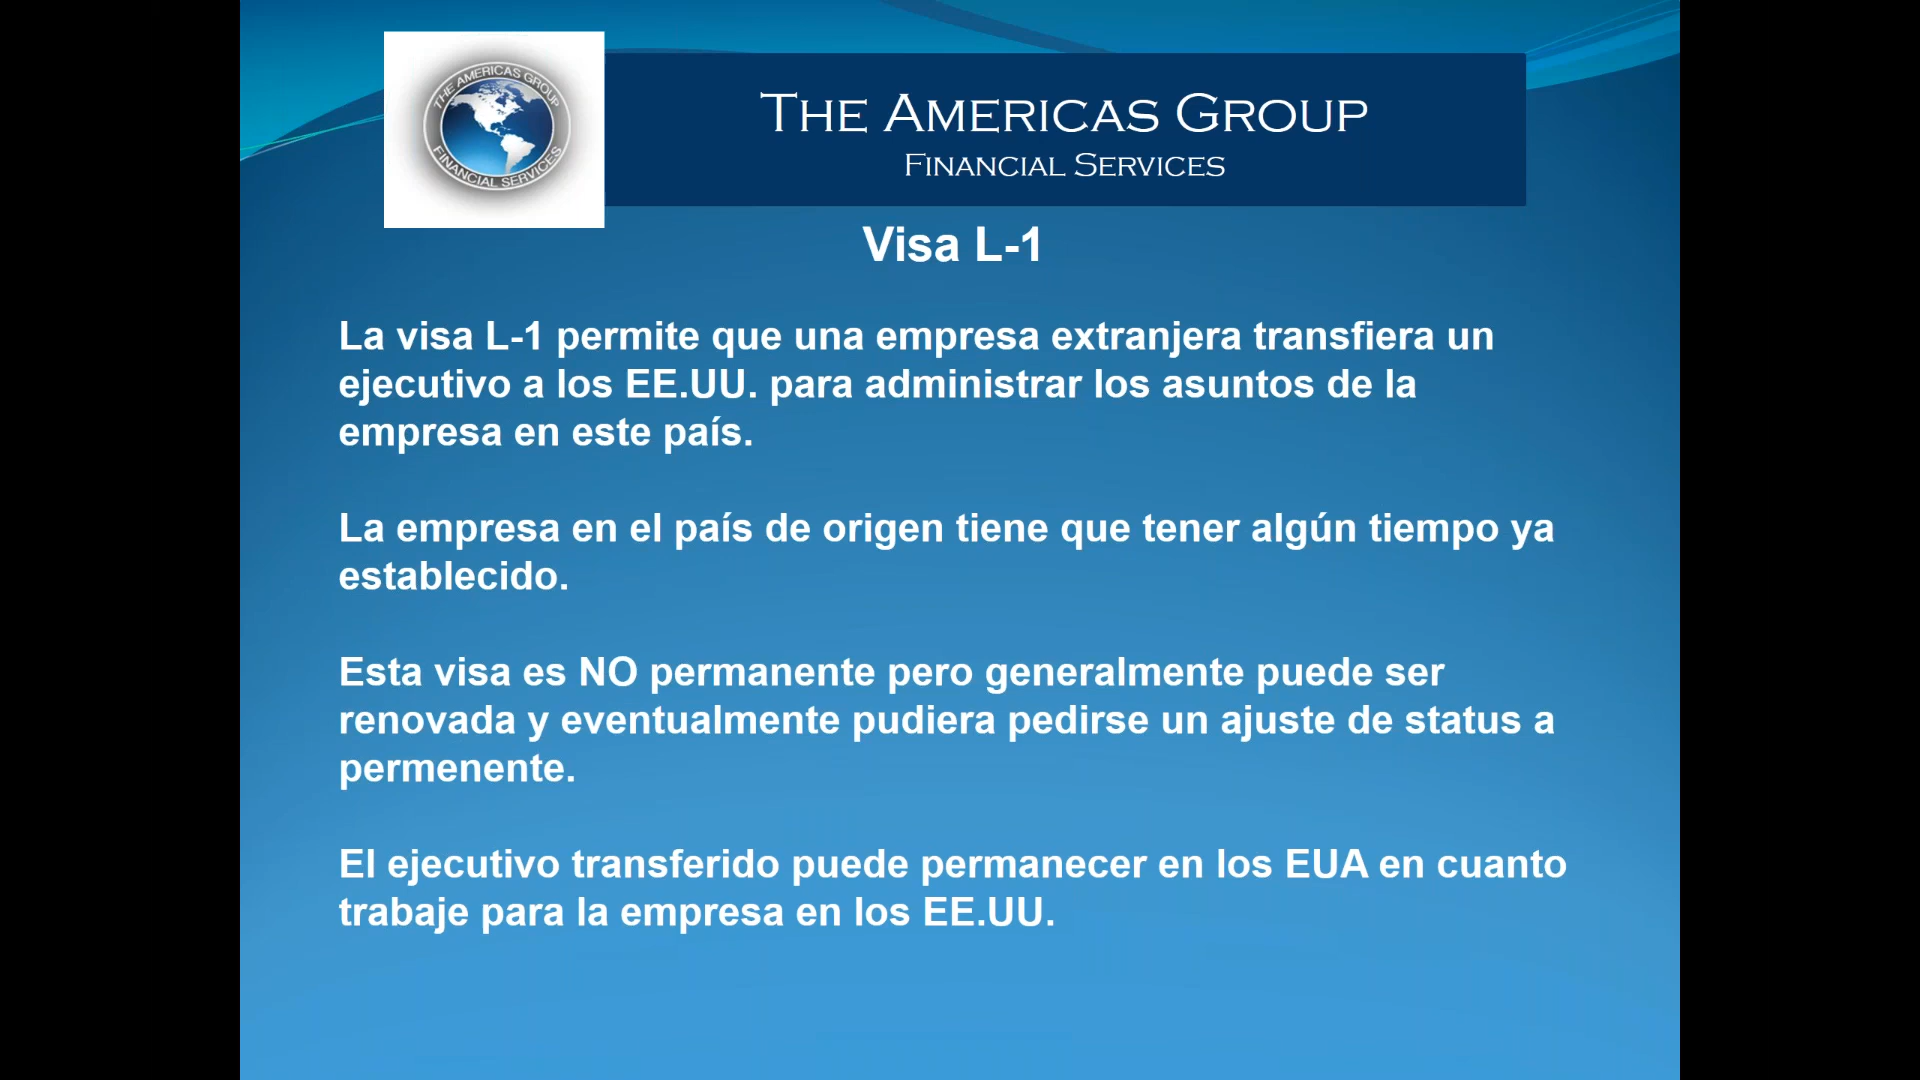 THE AMERICAS GROUP
FINANCIAL SERVICES
THE AMERICAS GROUP
FINANCIAL SERVICES
Visa L-1
La visa L-1 permite que una empresa extranjera transfiera un
ejecutivo a los EE.UU. para administrar los asuntos de la
empresa en este país.
La empresa en el país de origen tiene que tener algún tiempo ya
establecido.
Esta visa es NO permanente pero generalmente puede ser
renovada y eventualmente pudiera pedirse un ajuste de status a
permenente.
El ejecutivo transferido puede permanecer en los EUA en cuanto
trabaje para la empresa en los EE.UU.